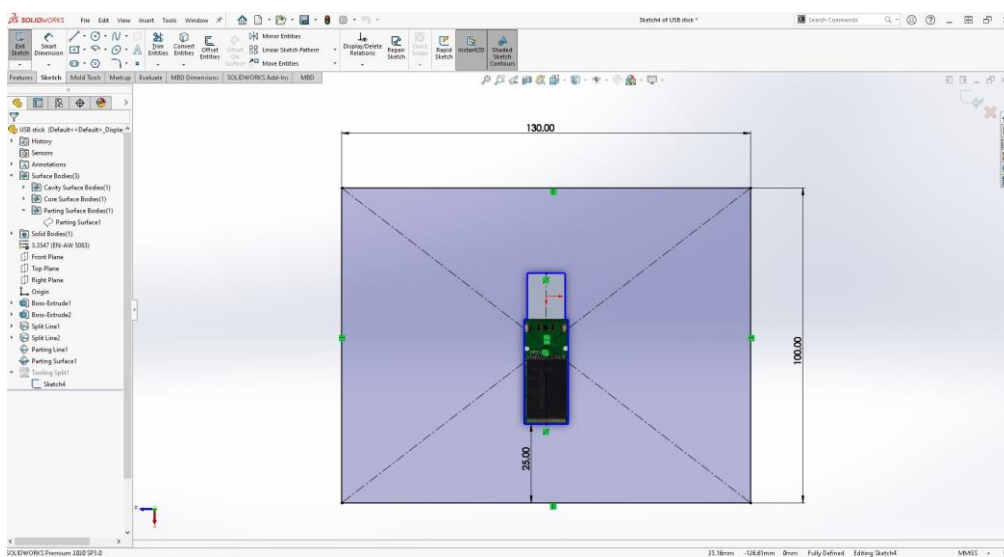 SOLIDWORKS File Edit View Insert Tools Window
Sketch4 of USB stick *
Search Commands
Exit Sketch
Smart Dimension
Trim Entities
Convert Entities
Offset Entities
Offset On Surface
Mirror Entities
Linear Sketch Pattern
Move Entities
Display/Delete Relations
Repair Sketch
Quick Snaps
Rapid Sketch
Instant2D
Shaded Sketch Contours
Features Sketch Mold Tools Markup Evaluate MBD Dimensions SOLIDWORKS Add-Ins MBD
USB stick (Default<<Default>_Disple
History
Sensors
Annotations
Surface Bodies(3)
Cavity Surface Bodies(1)
Core Surface Bodies(1)
Parting Surface Bodies(1)
Parting Surface1
Solid Bodies(1)
3.3547 (EN-AW 5083)
Front Plane
Top Plane
Right Plane
Origin
Boss-Extrude1
Boss-Extrude2
Split Line1
Split Line2
Parting Line1
Parting Surface1
Tooling Split1
Sketch4
130,00
100,00
25,00
SOLIDWORKS Premium 2020 SP3.0
23.16mm -126.61mm 0mm Fully Defined Editing Sketch4 MMGS